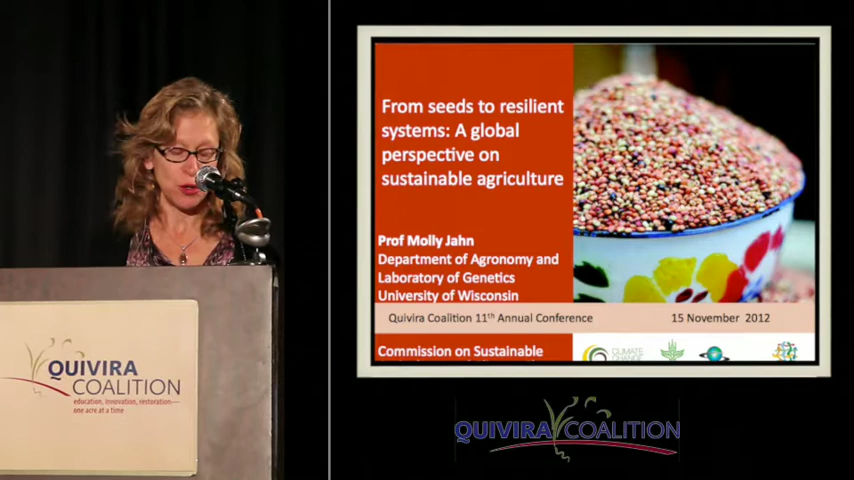 QUIVIRA
COALITION
education, innovation, restoration—
one acre at a time
From seeds to resilient
systems: A global
perspective on
sustainable agriculture
Prof Molly Jahn
Department of Agronomy and
Laboratory of Genetics
University of Wisconsin
Quivira Coalition 11th Annual Conference
15 November 2012
Commission on Sustainable
CLIMATE
CHANGE
QUIVIRA COALITION